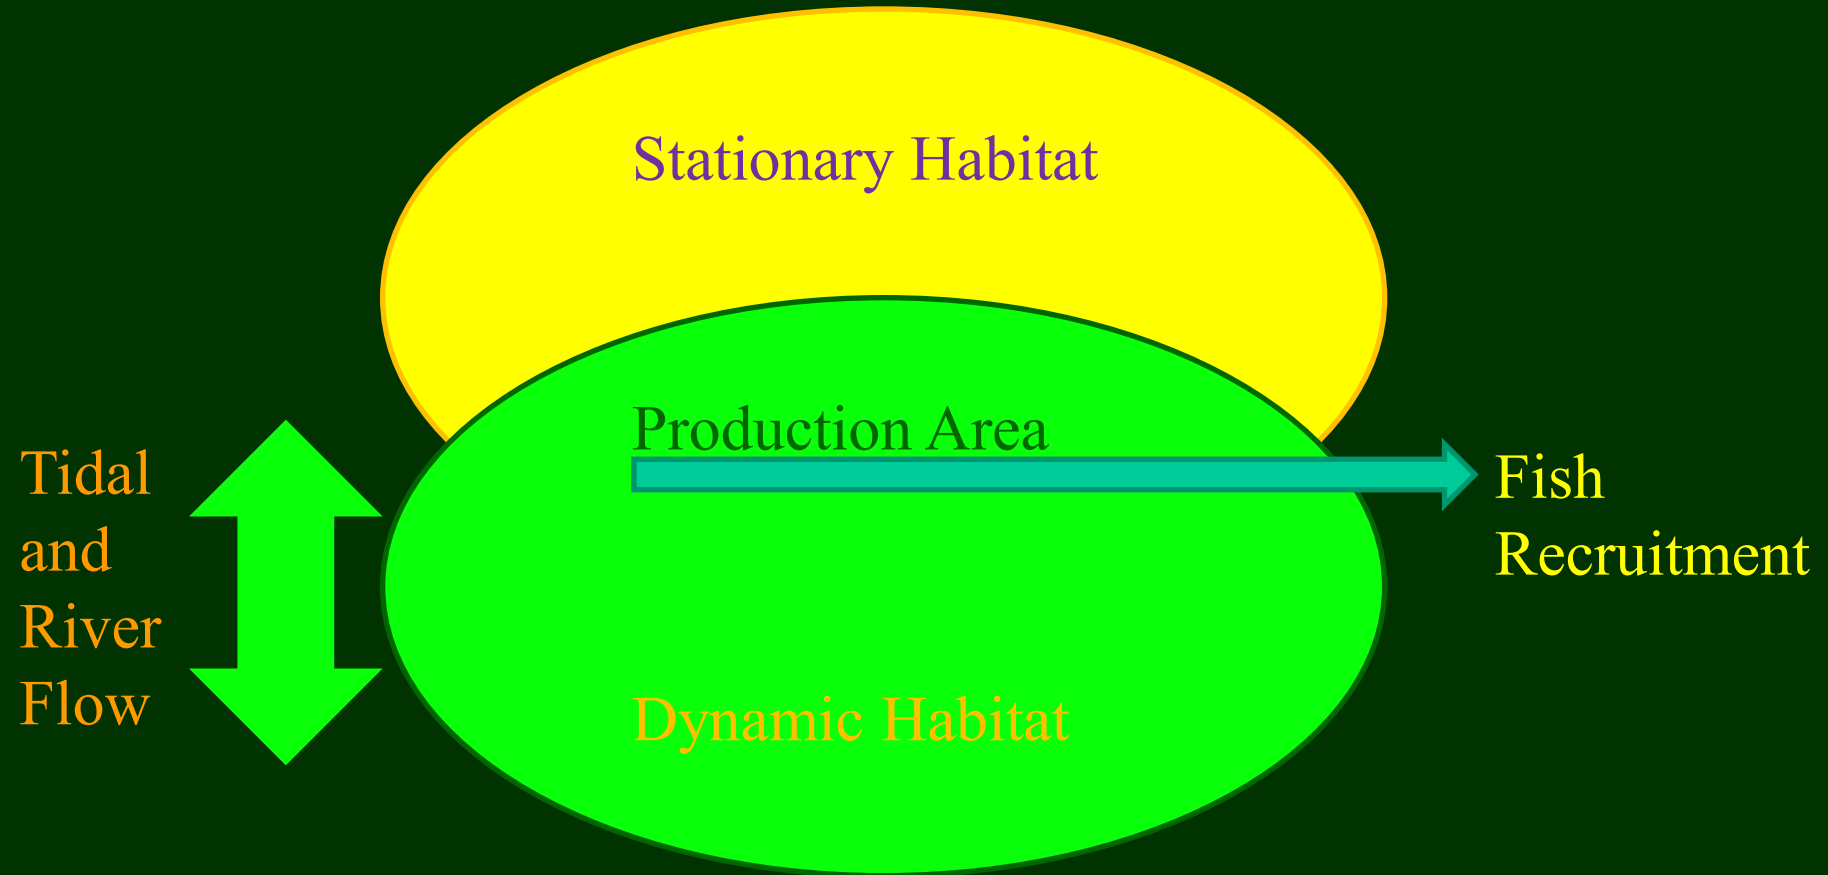 Stationary Habitat
Production Area
Tidal
and
River
Flow
Fish
Recruitment
Dynamic Habitat